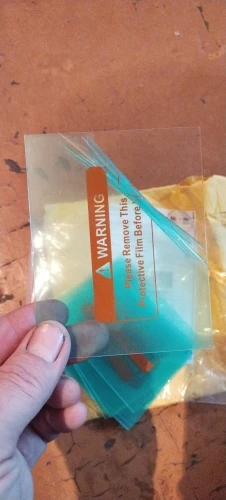 WARNING
Please Remove This
Protective Film Before